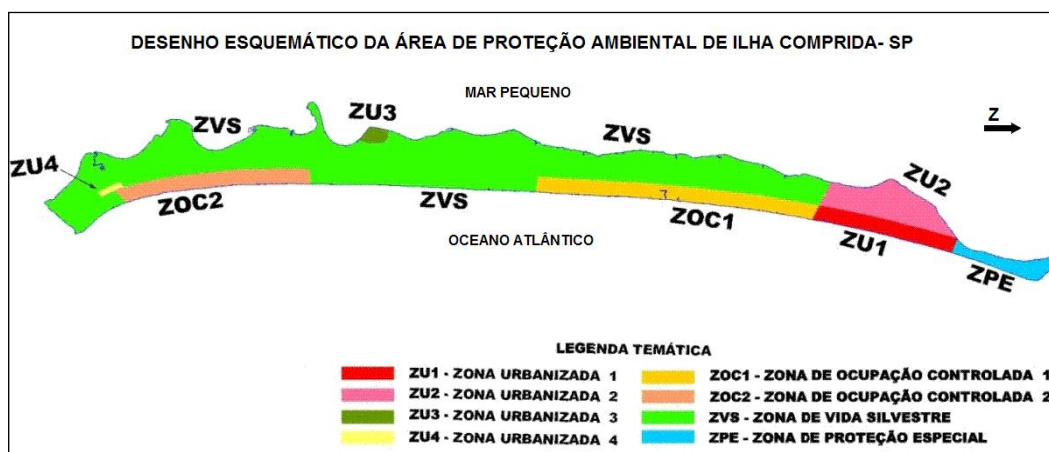 DESENHO ESQUEMÁTICO DA ÁREA DE PROTEÇÃO AMBIENTAL DE ILHA COMPRIDA- SP
MAR PEQUENO
ZVS
ZU3
ZVS
Z
ZU4
ZU2
ZOC2
ZVS
ZOC1
ZU1
OCEANO ATLÂNTICO
ZPE
LEGENDA TEMÁTICA
ZU1 - ZONA URBANIZADA 1
ZU2 - ZONA URBANIZADA 2
ZU3 - ZONA URBANIZADA 3
ZU4 - ZONA URBANIZADA 4
ZOC1 - ZONA DE OCUPAÇÃO CONTROLADA 1
ZOC2 - ZONA DE OCUPAÇÃO CONTROLADA 2
ZVS - ZONA DE VIDA SILVESTRE
ZPE - ZONA DE PROTEÇÃO ESPECIAL